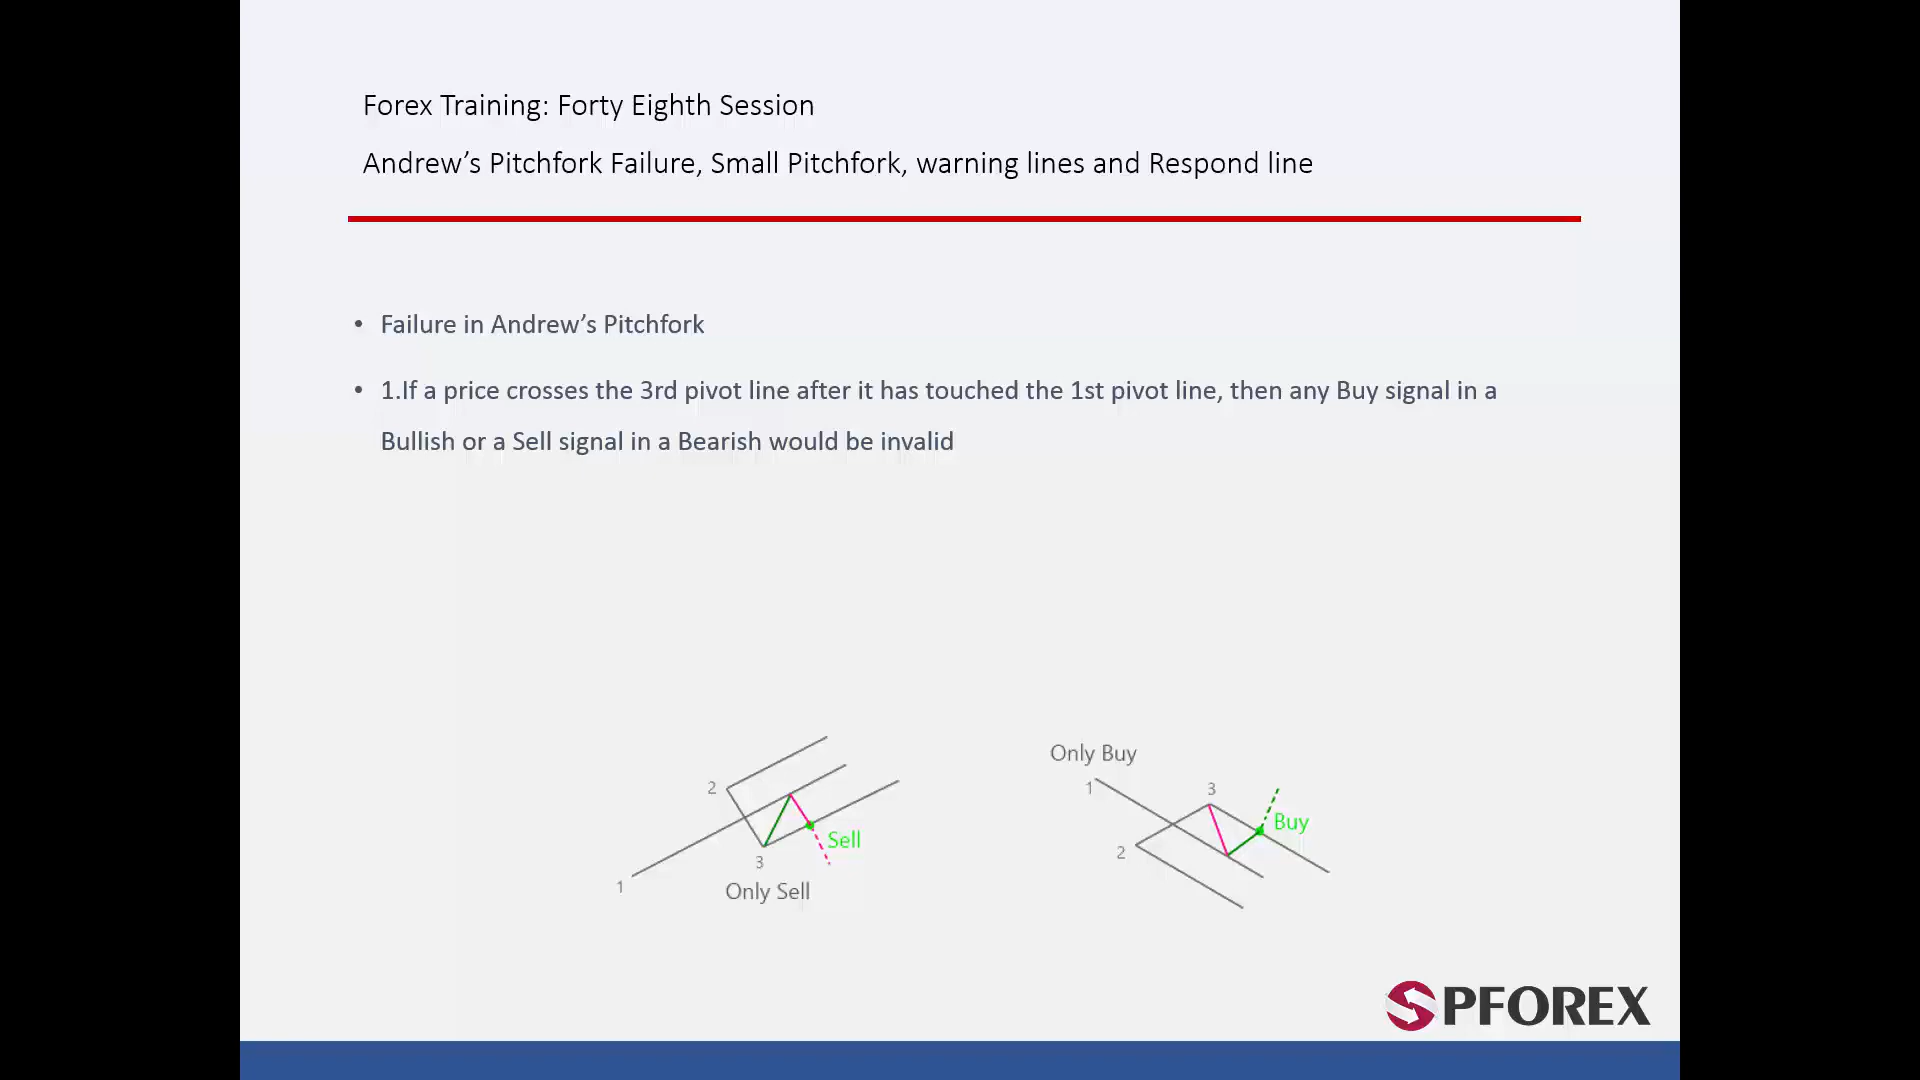 Forex Training: Forty Eighth Session
Andrew’s Pitchfork Failure, Small Pitchfork, warning lines and Respond line
• Failure in Andrew’s Pitchfork
• 1.If a price crosses the 3rd pivot line after it has touched the 1st pivot line, then any Buy signal in a
Bullish or a Sell signal in a Bearish would be invalid
2
Sell
3
1
Only Sell
Only Buy
1
3
Buy
2
SPFOREX